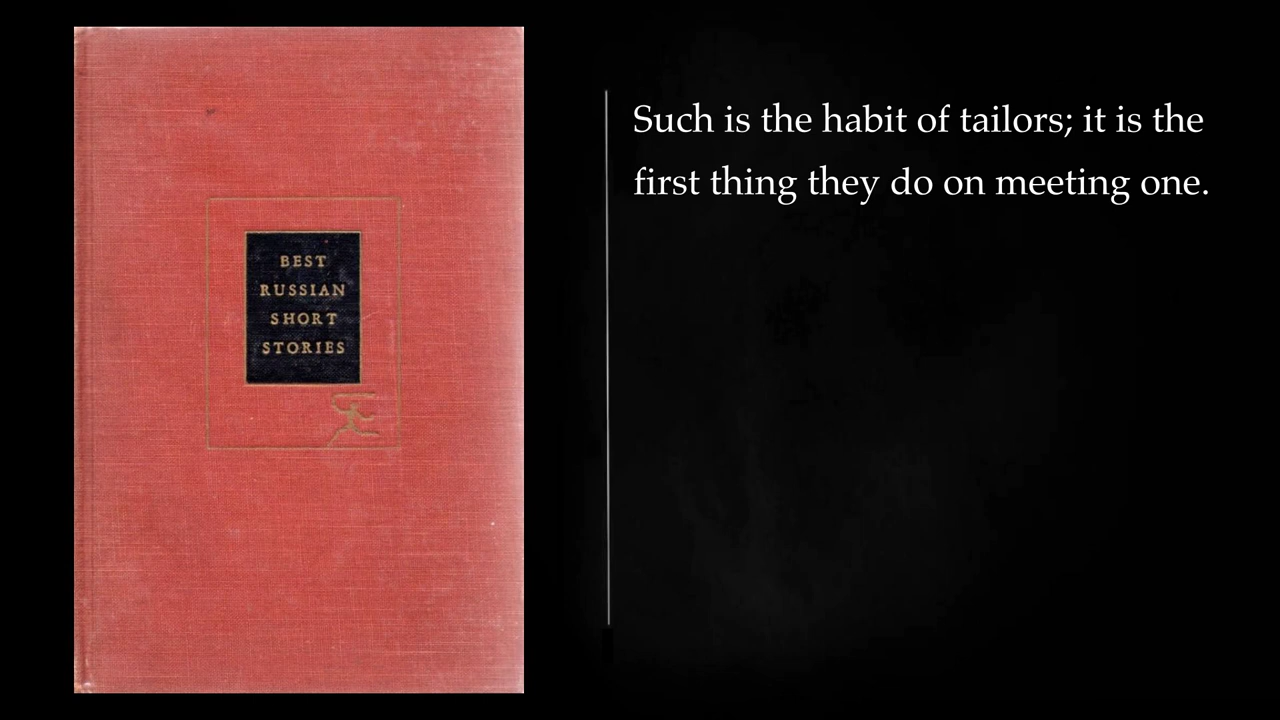 BEST
RUSSIAN
SHORT
STORIES
Such is the habit of tailors; it is the
first thing they do on meeting one.